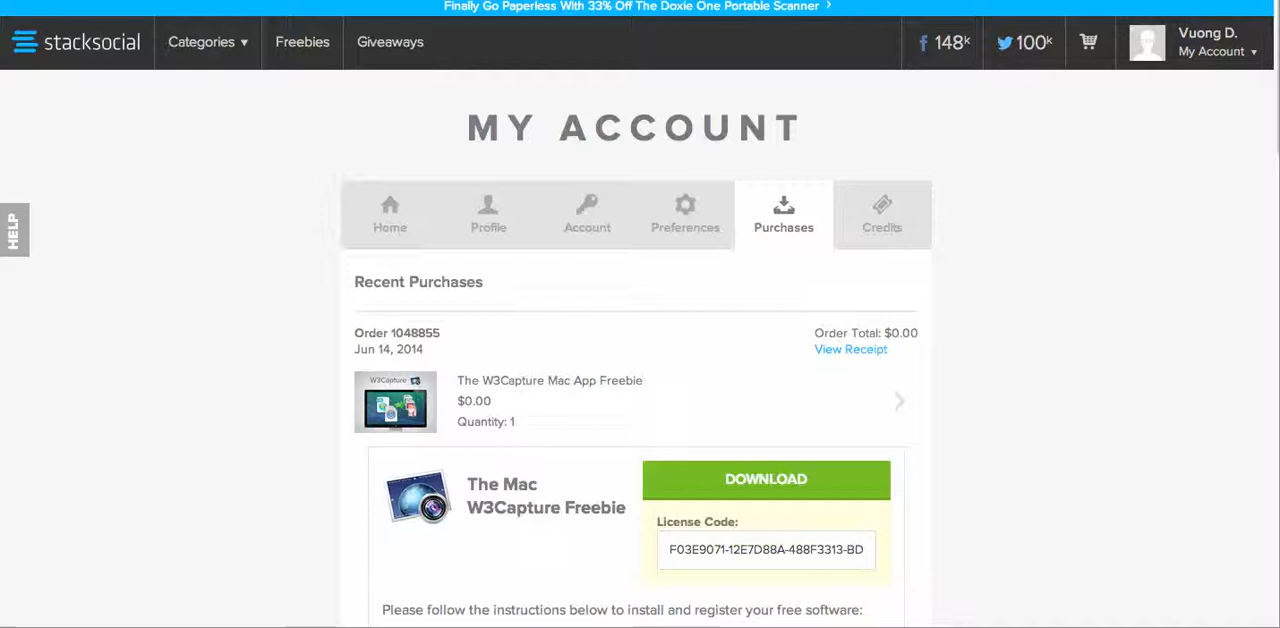 Finally Go Paperless With 33% Off The Doxie One Portable Scanner >
stacksocial Categories ▾ Freebies Giveaways 148k 100k Vuong D.
My Account ▾
MY ACCOUNT
HELP
Home Profile Account Preferences Purchases Credits
Recent Purchases
Order 1048855 Order Total: $0.00
Jun 14, 2014 View Receipt
W3Capture
The W3Capture Mac App Freebie
$0.00
Quantity: 1
The Mac
W3Capture Freebie
DOWNLOAD
License Code:
F03E9071-12E7D88A-488F3313-BD
Please follow the instructions below to install and register your free software: